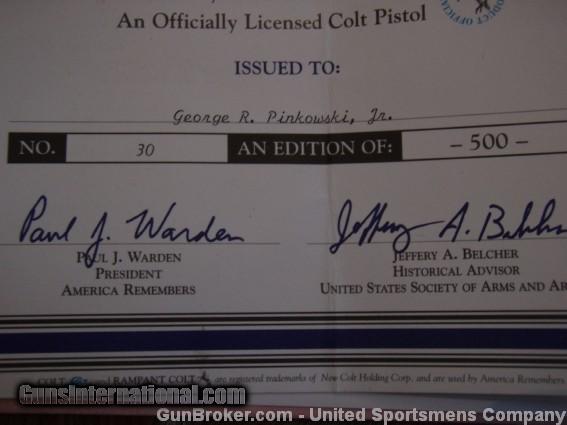 An Officially Licensed Colt Pistol
ISSUED TO:
George R. Pinkowski, Jr.
NO. 30 AN EDITION OF: – 500 –
Paul J. Warden Jeffery A.
PAUL J. WARDEN JEFFERY A. BELCHER
PRESIDENT HISTORICAL ADVISOR
AMERICA REMEMBERS UNITED STATES SOCIETY OF ARMS AND AR
COLT RAMPANT COLT are registered trademarks of New Colt Holding Corp. and are used by America Remembers
GunsInternational.com
GunBroker.com - United Sportsmens Company